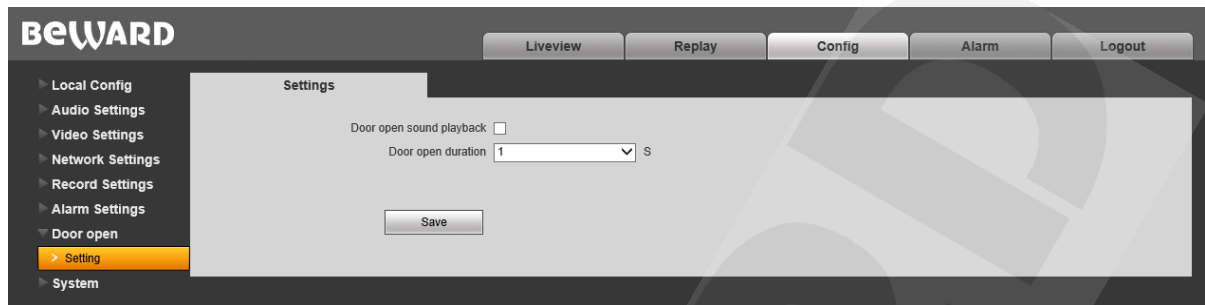 BEWARD
Liveview Replay Config Alarm Logout
Local Config
Audio Settings
Video Settings
Network Settings
Record Settings
Alarm Settings
Door open
> Setting
System
Settings
Door open sound playback
Door open duration 1 S
Save